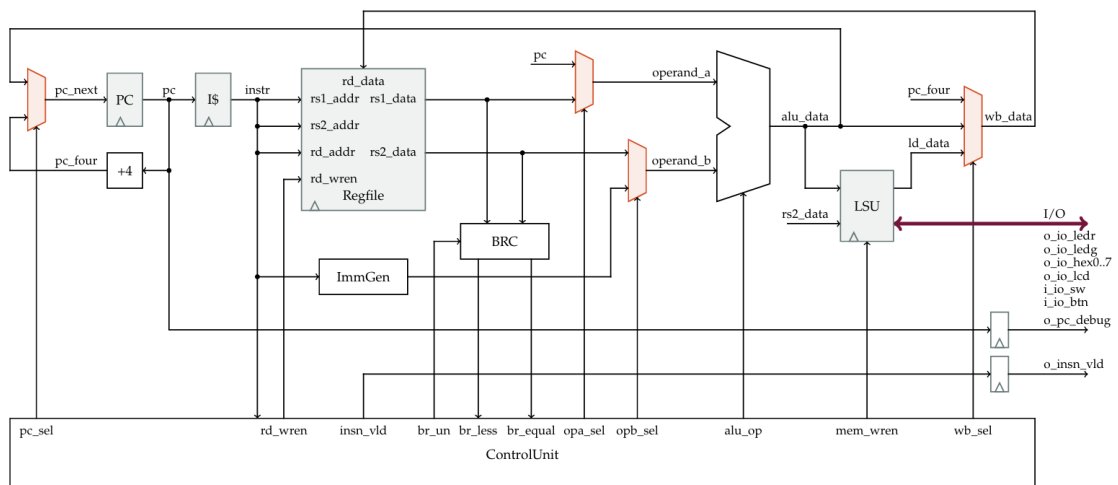 pc
rd_data
operand_a
pc_next
PC
pc
I$
instr
rs1_addr
rs1_data
pc_four
alu_data
wb_data
rs2_addr
ld_data
pc_four
+4
rd_addr
rs2_data
operand_b
rd_wren
Regfile
LSU
rs2_data
I/O
BRC
o_io_ledr
o_io_ledg
o_io_hex0..7
ImmGen
o_io_lcd
i_io_sw
i_io_btn
o_pc_debug
o_insn_vld
pc_sel
rd_wren
insn_vld
br_un
br_less
br_equal
opa_sel
opb_sel
alu_op
mem_wren
wb_sel
ControlUnit